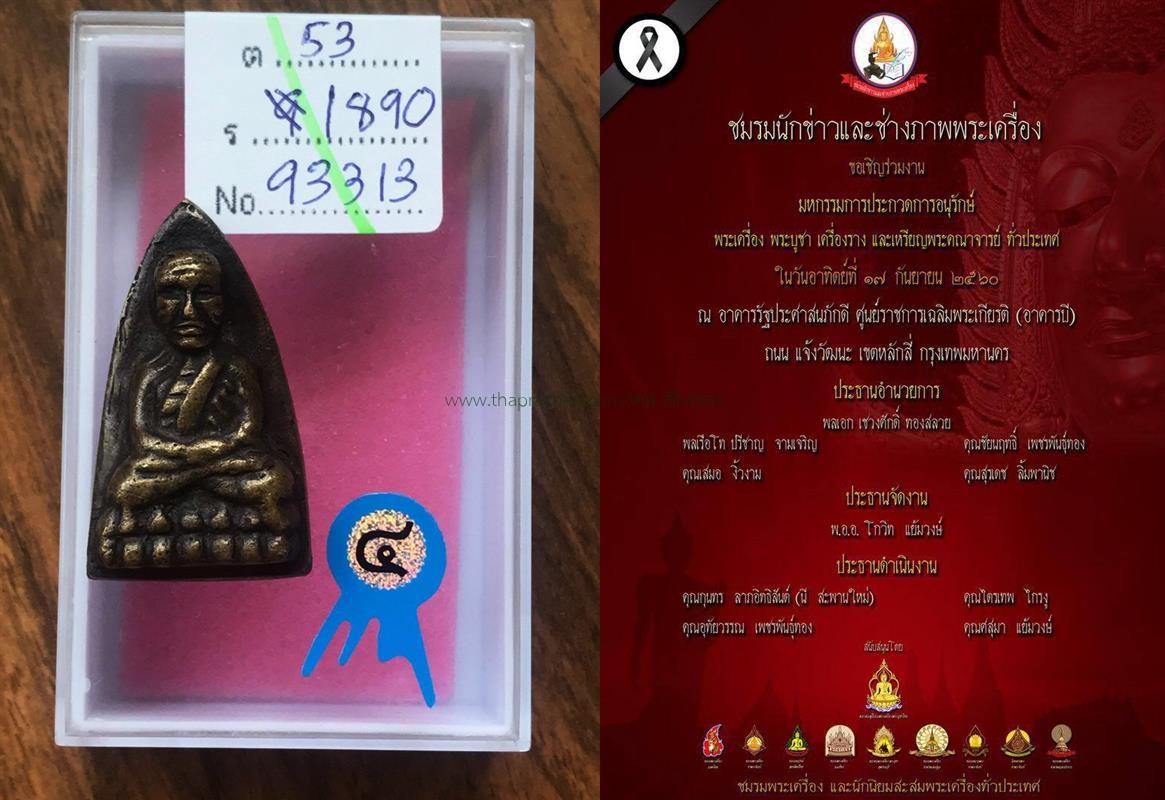 ต 53
ร 1890
No. 93313
๔
www.thaprachan
ชมรมนักข่าวและช่างภาพพระเครื่อง
ขอเชิญร่วมงาน
มหกรรมการประกวดการอนุรักษ์
พระเครื่อง พระบูชา เครื่องราง และเหรียญพระคณาจารย์ ทั่วประเทศ
ในวันอาทิตย์ที่ ๑๗ กันยายน ๒๕๖๐
ณ อาคารรัฐประศาสนภักดี ศูนย์ราชการเฉลิมพระเกียรติ (อาคารบี)
ถนน แจ้งวัฒนะ เขตหลักสี่ กรุงเทพมหานคร
ประธานอำนวยการ
พลเอก เชวงศักดิ์ ทองสลวย
พลเรือโท ปรีชาญ จามเจริญ คุณชัยนฤทธิ์ เพชรพันธุ์ทอง
คุณเสมอ งิ้วงาม คุณสุรเดช ลิ้มพานิช
ประธานจัดงาน
พ.อ.อ. โกวิท แย้มวงษ์
ประธานดำเนินงาน
คุณกุนทร ลาภอิทธิสันต์ (นี สะพานใหม่) คุณไตรเทพ ไกรงู
คุณอุทัยวรรณ เพชรพันธุ์ทอง คุณศสุมา แย้มวงษ์
สนับสนุนโดย
ชมรมพระเครื่อง และนักนิยมสะสมพระเครื่องทั่วประเทศ